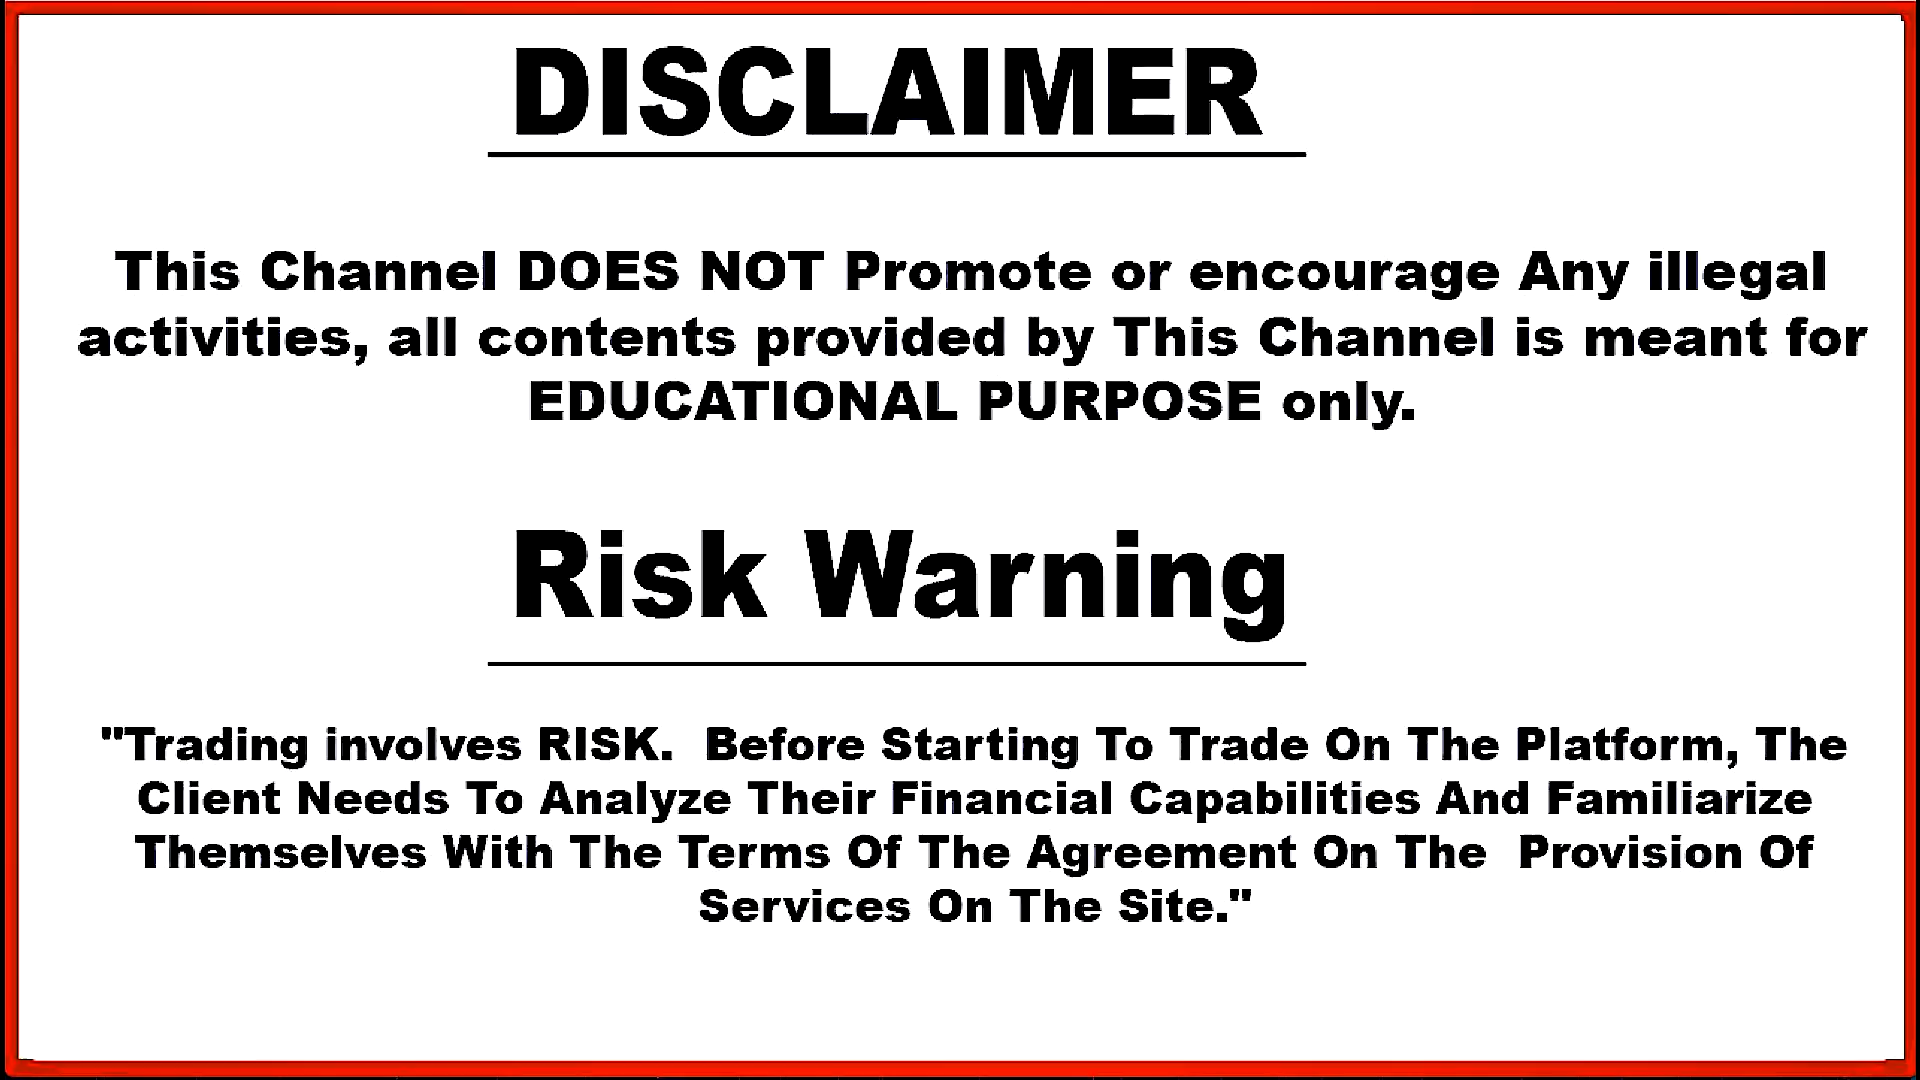 DISCLAIMER
This Channel DOES NOT Promote or encourage Any illegal
activities, all contents provided by This Channel is meant for
EDUCATIONAL PURPOSE only.
Risk Warning
"Trading involves RISK.  Before Starting To Trade On The Platform, The
Client Needs To Analyze Their Financial Capabilities And Familiarize
Themselves With The Terms Of The Agreement On The  Provision Of
Services On The Site."